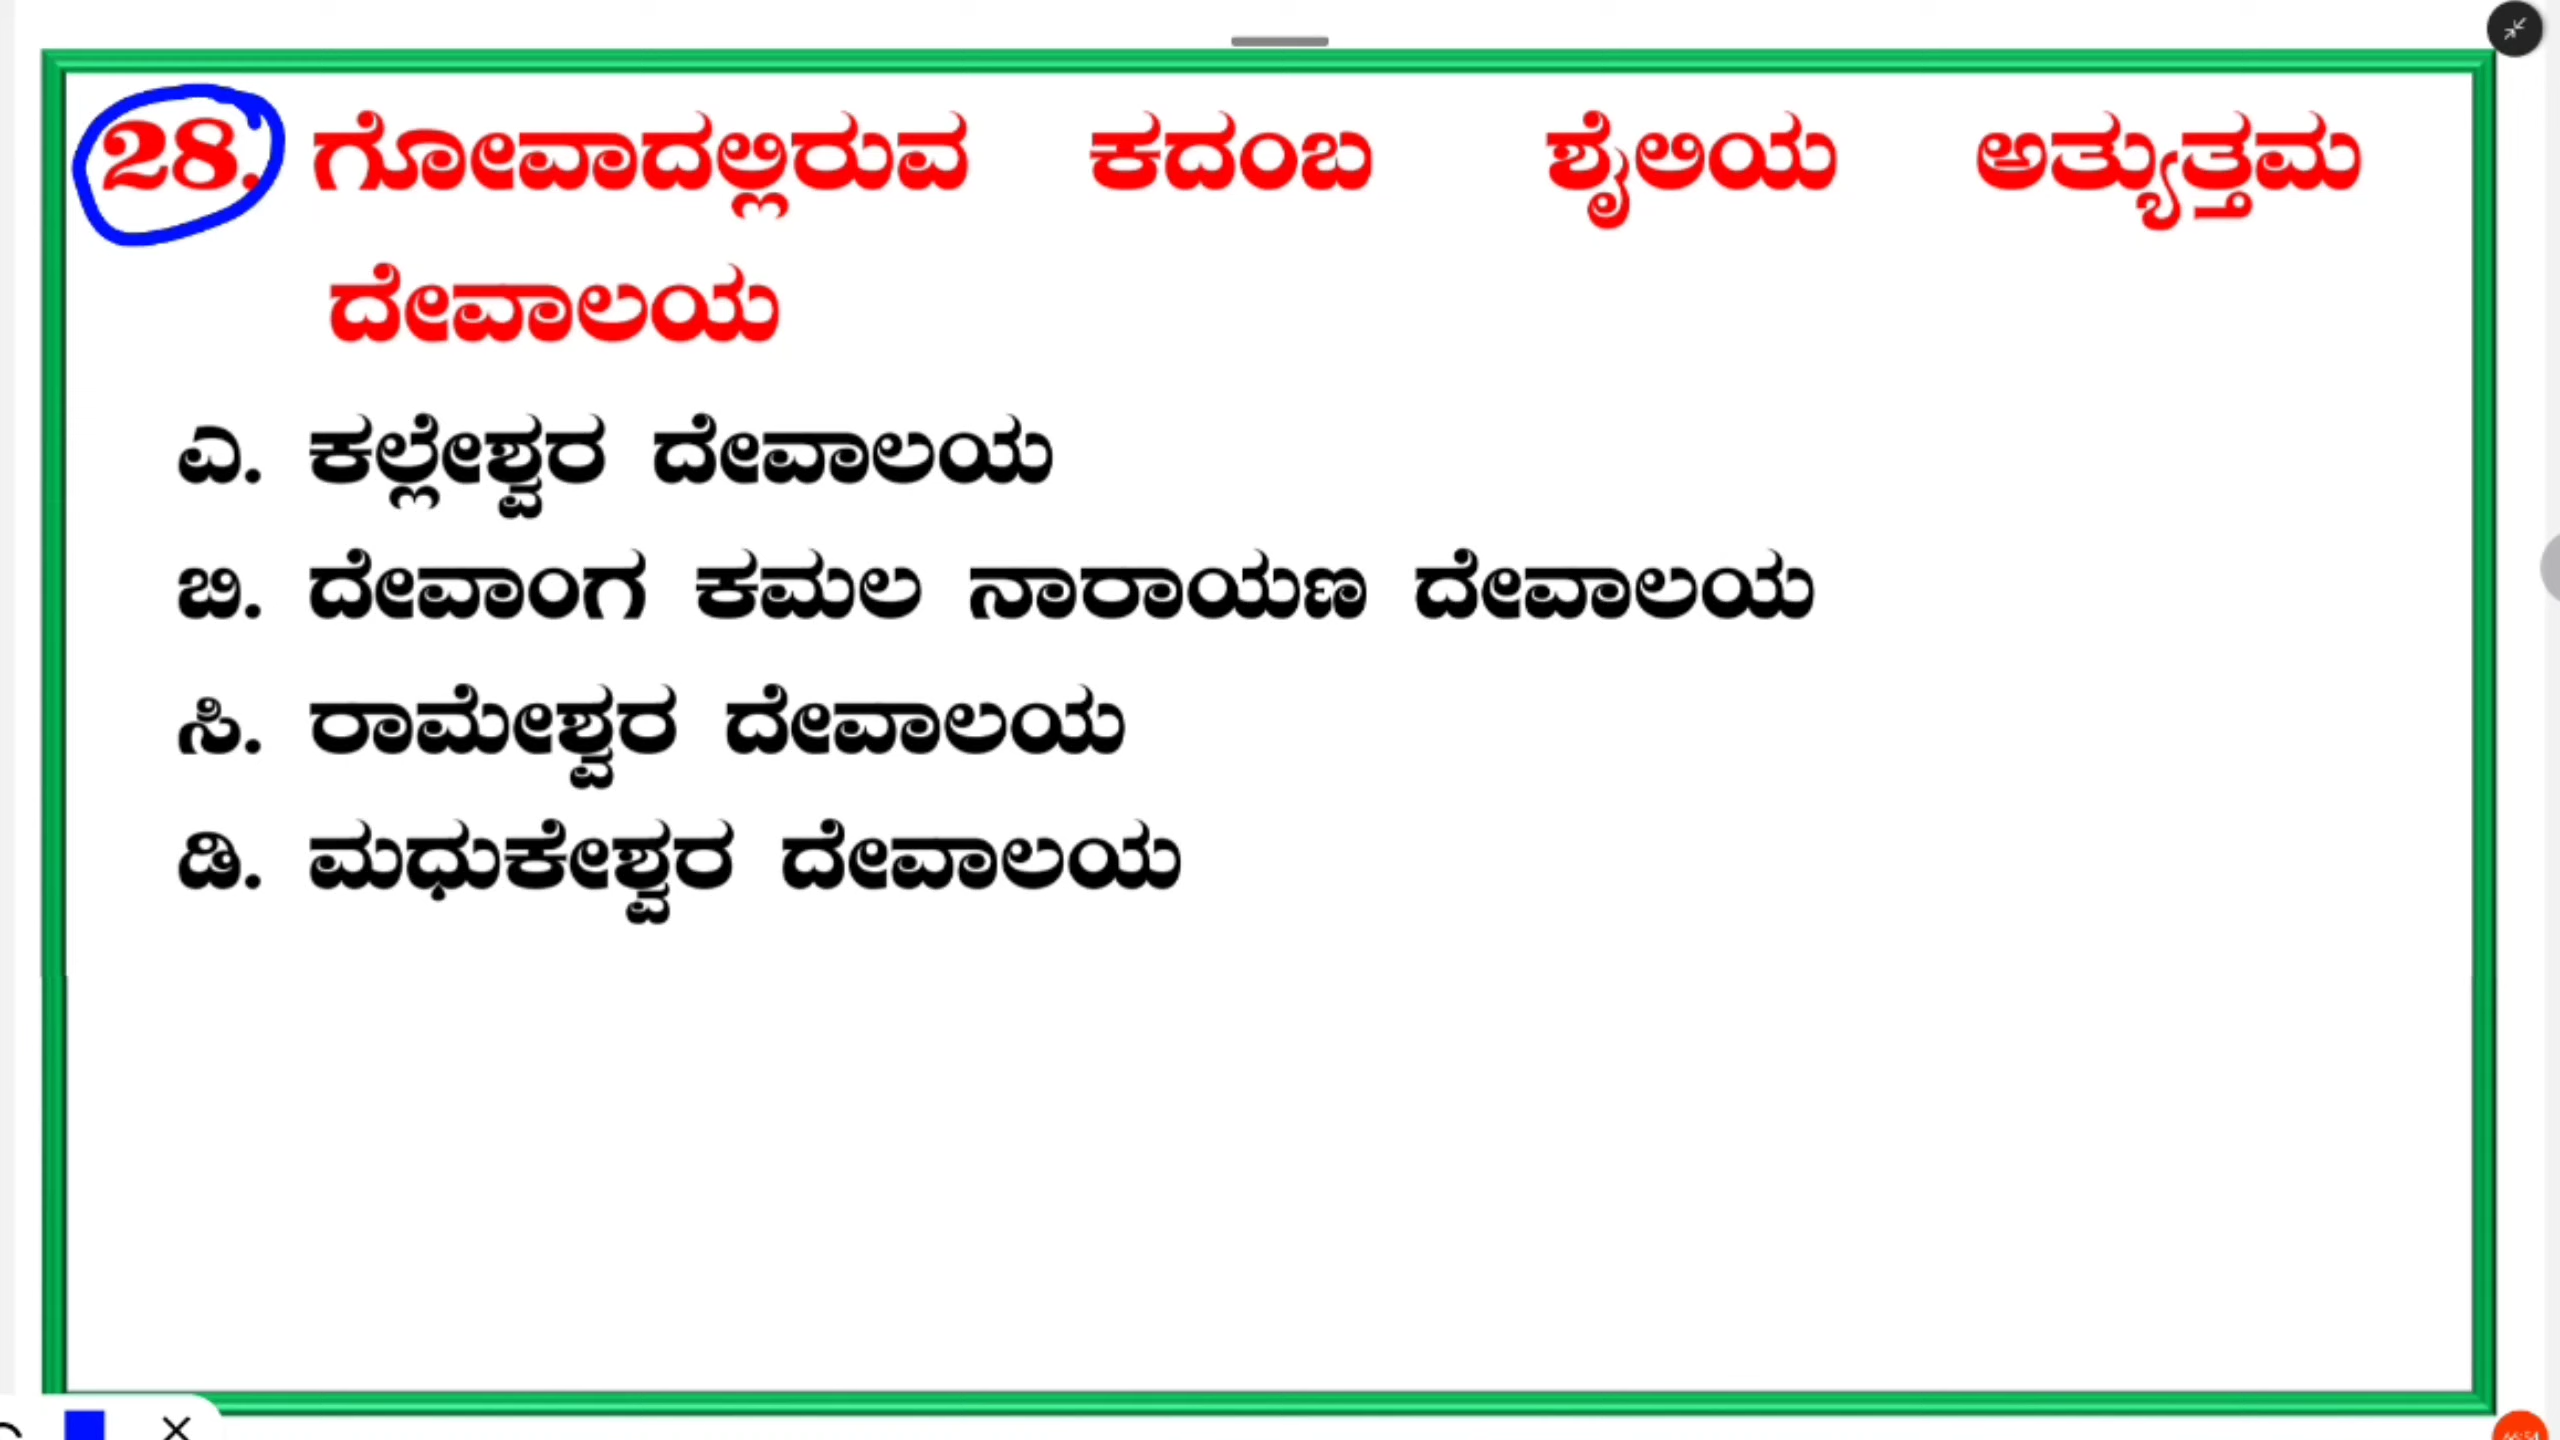 28. ಗೋವಾದಲ್ಲಿರುವ ಕದಂಬ ಶೈಲಿಯ ಅತ್ಯುತ್ತಮ
ದೇವಾಲಯ
ಎ. ಕಲ್ಲೇಶ್ವರ ದೇವಾಲಯ
ಬಿ. ದೇವಾಂಗ ಕಮಲ ನಾರಾಯಣ ದೇವಾಲಯ
ಸಿ. ರಾಮೇಶ್ವರ ದೇವಾಲಯ
ಡಿ. ಮಧುಕೇಶ್ವರ ದೇವಾಲಯ